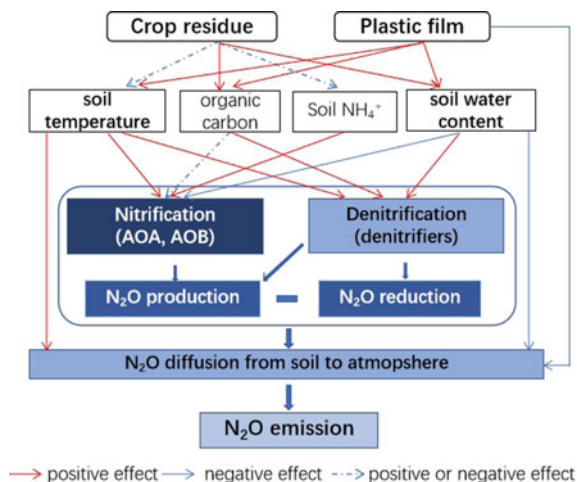 Crop residue
Plastic film
soil
temperature
organic
carbon
Soil NH₄⁺
soil water
content
Nitrification
(AOA, AOB)
Denitrification
(denitrifiers)
N₂O production
N₂O reduction
N₂O diffusion from soil to atmopshere
N₂O emission
positive effect
negative effect
positive or negative effect